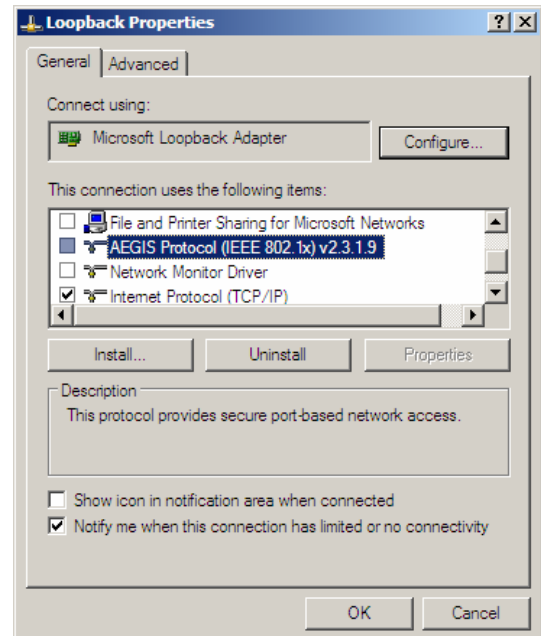 Loopback Properties
General Advanced
Connect using:
Microsoft Loopback Adapter Configure...
This connection uses the following items:
File and Printer Sharing for Microsoft Networks
AEGIS Protocol (IEEE 802.1x) v2.3.1.9
Network Monitor Driver
Internet Protocol (TCP/IP)
Install... Uninstall Properties
Description
This protocol provides secure port-based network access.
Show icon in notification area when connected
Notify me when this connection has limited or no connectivity
OK Cancel